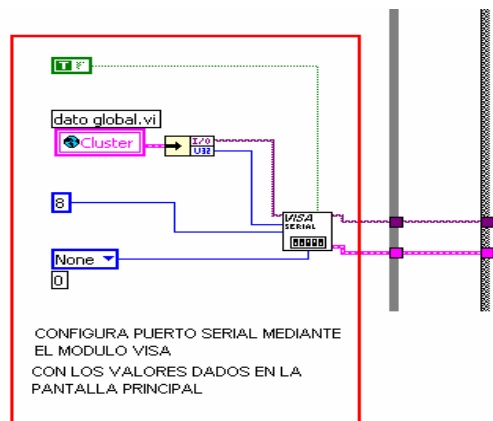 T F
dato global.vi
Cluster
I/O
U32
8
VISA
SERIAL
None
0
CONFIGURA PUERTO SERIAL MEDIANTE
EL MODULO VISA
CON LOS VALORES DADOS EN LA
PANTALLA PRINCIPAL